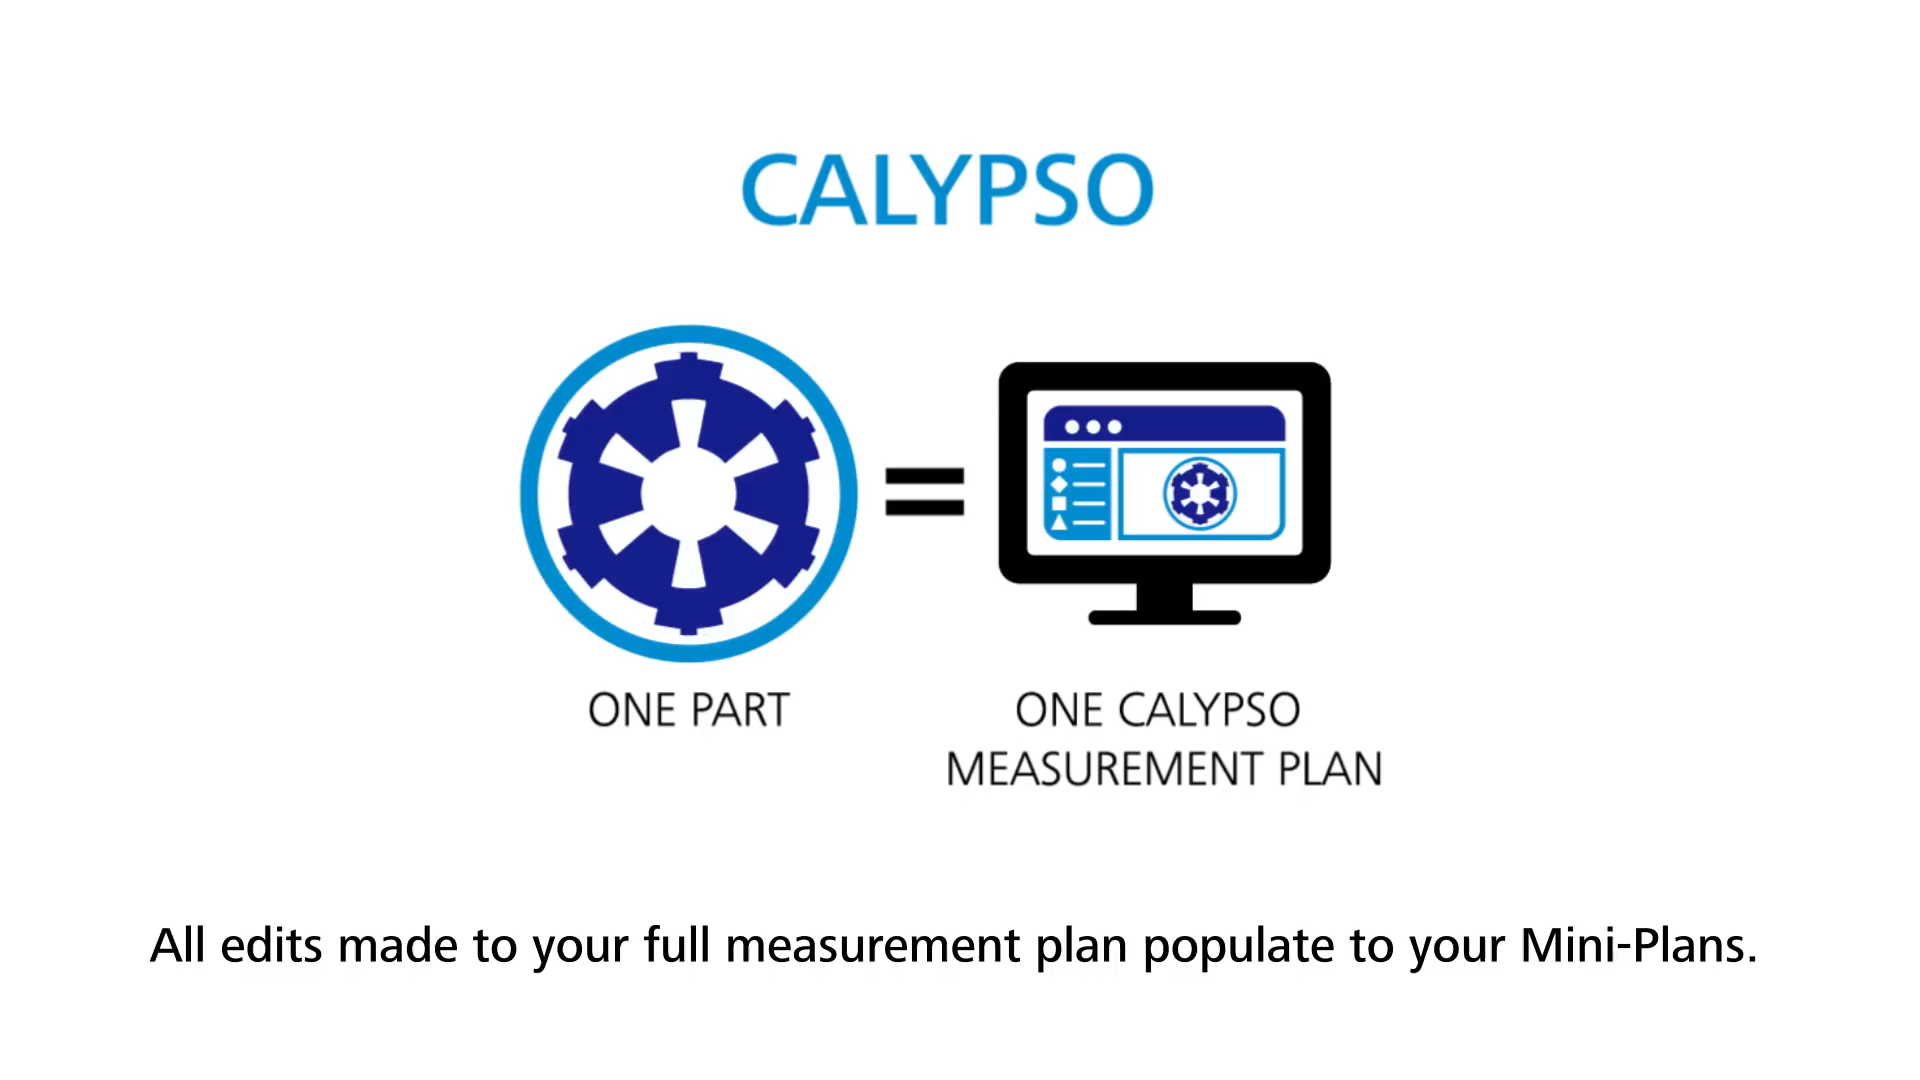 CALYPSO
ONE PART
ONE CALYPSO
MEASUREMENT PLAN
All edits made to your full measurement plan populate to your Mini-Plans.